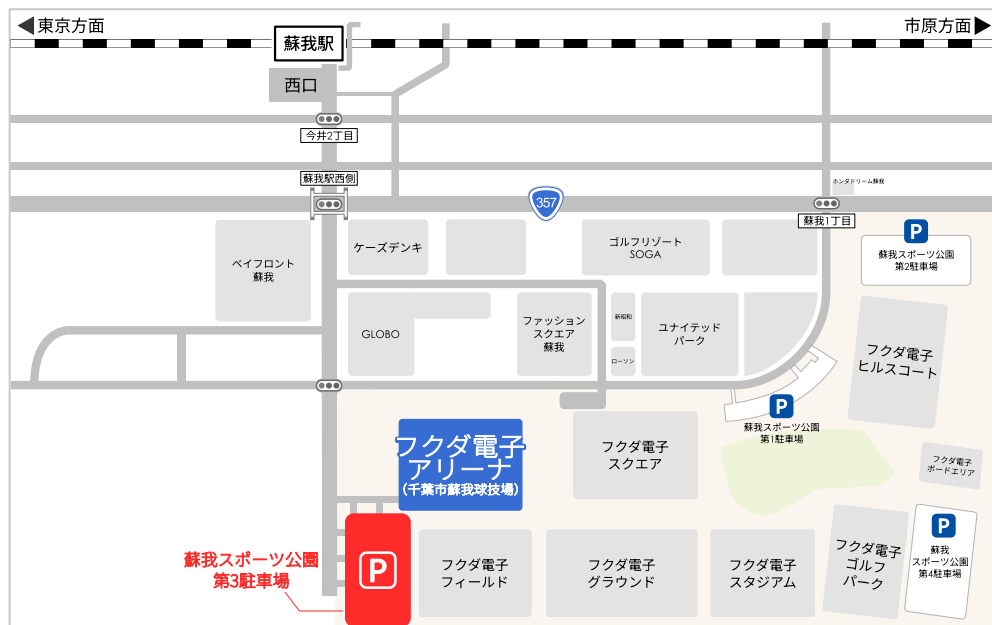 東京方面
市原方面
蘇我駅
西口
今井2丁目
蘇我駅西側
ホンダドリーム蘇我
357
蘇我1丁目
P
蘇我スポーツ公園
第2駐車場
ベイフロント
蘇我
ケーズデンキ
ゴルフリゾート
SOGA
GLOBO
ファッション
スクエア
蘇我
新昭和
ローソン
ユナイテッド
パーク
フクダ電子
ヒルスコート
P
蘇我スポーツ公園
第1駐車場
フクダ電子
アリーナ
(千葉市蘇我球技場)
フクダ電子
スクエア
フクダ電子
ボードエリア
蘇我スポーツ公園
第3駐車場
P
フクダ電子
フィールド
フクダ電子
グラウンド
フクダ電子
スタジアム
フクダ電子
ゴルフ
パーク
P
蘇我
スポーツ公園
第4駐車場